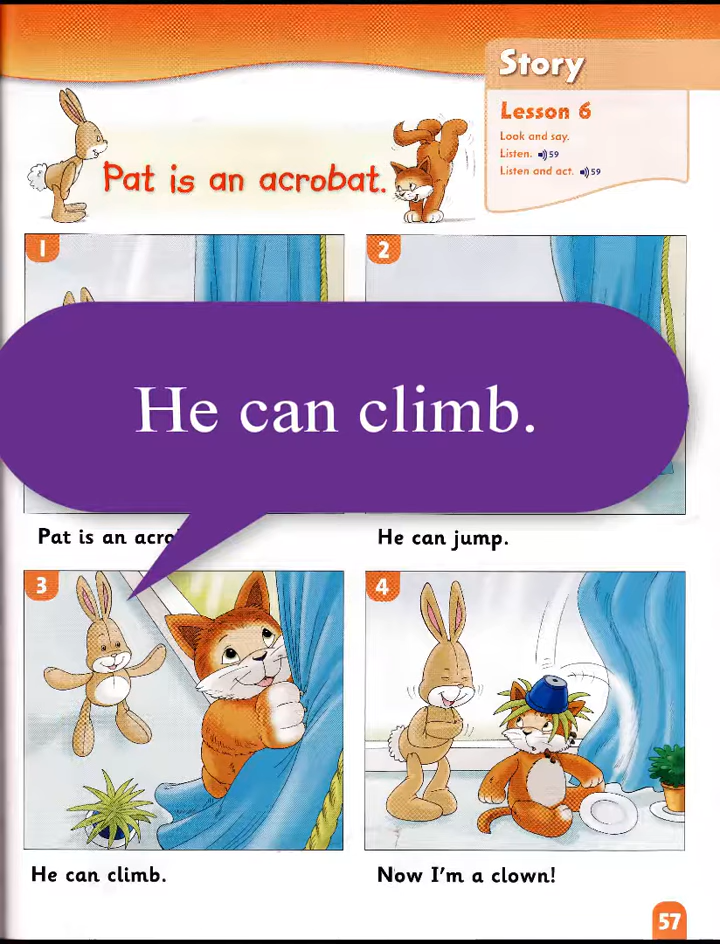 Story
Lesson 6
Look and say.
Listen. 59
Listen and act. 59
Pat is an acrobat.
1
2
He can climb.
Pat is an acro
He can jump.
3
4
He can climb.
Now I'm a clown!
57